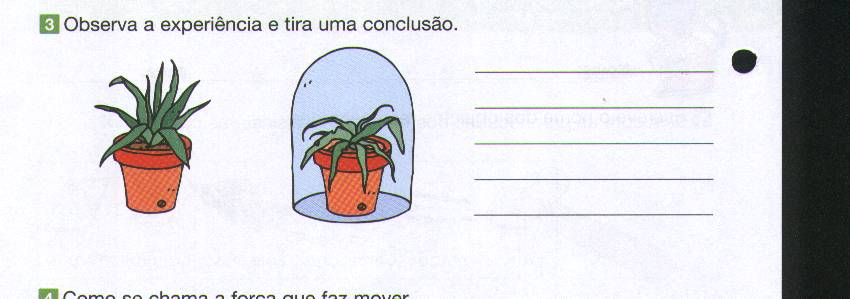 3 Observa a experiência e tira uma conclusão.
4 Como se chama a força que faz mover